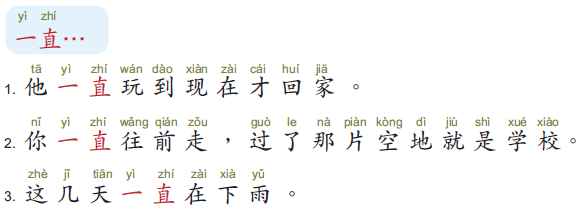 yì zhí
一直…
tā yì zhí wán dào xiàn zài cái huí jiā
1. 他一直玩到现在才回家。
nǐ yì zhí wǎng qián zǒu guò le nà piàn kòng dì jiù shì xué xiào
2. 你一直往前走，过了那片空地就是学校。
zhè jǐ tiān yì zhí zài xià yǔ
3. 这几天一直在下雨。